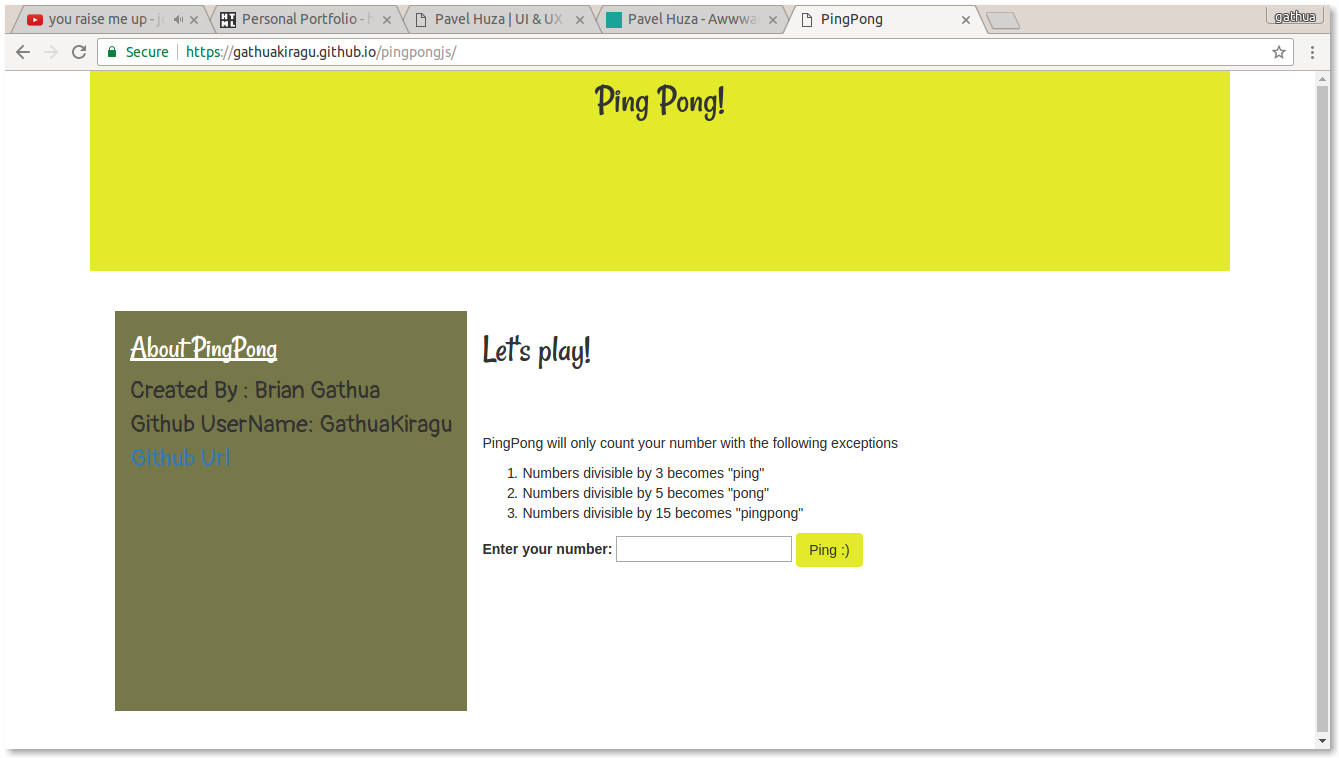 you raise me up - jo
Personal Portfolio - h
Pavel Huza | UI & UX
Pavel Huza - Awwwar
PingPong
gathua
Secure
https://gathuakiragu.github.io/pingpongjs/
Ping Pong!
About PingPong
Created By : Brian Gathua
Github UserName: GathuaKiragu
Github Url
Let's play!
PingPong will only count your number with the following exceptions
1. Numbers divisible by 3 becomes "ping"
2. Numbers divisible by 5 becomes "pong"
3. Numbers divisible by 15 becomes "pingpong"
Enter your number:
Ping :)